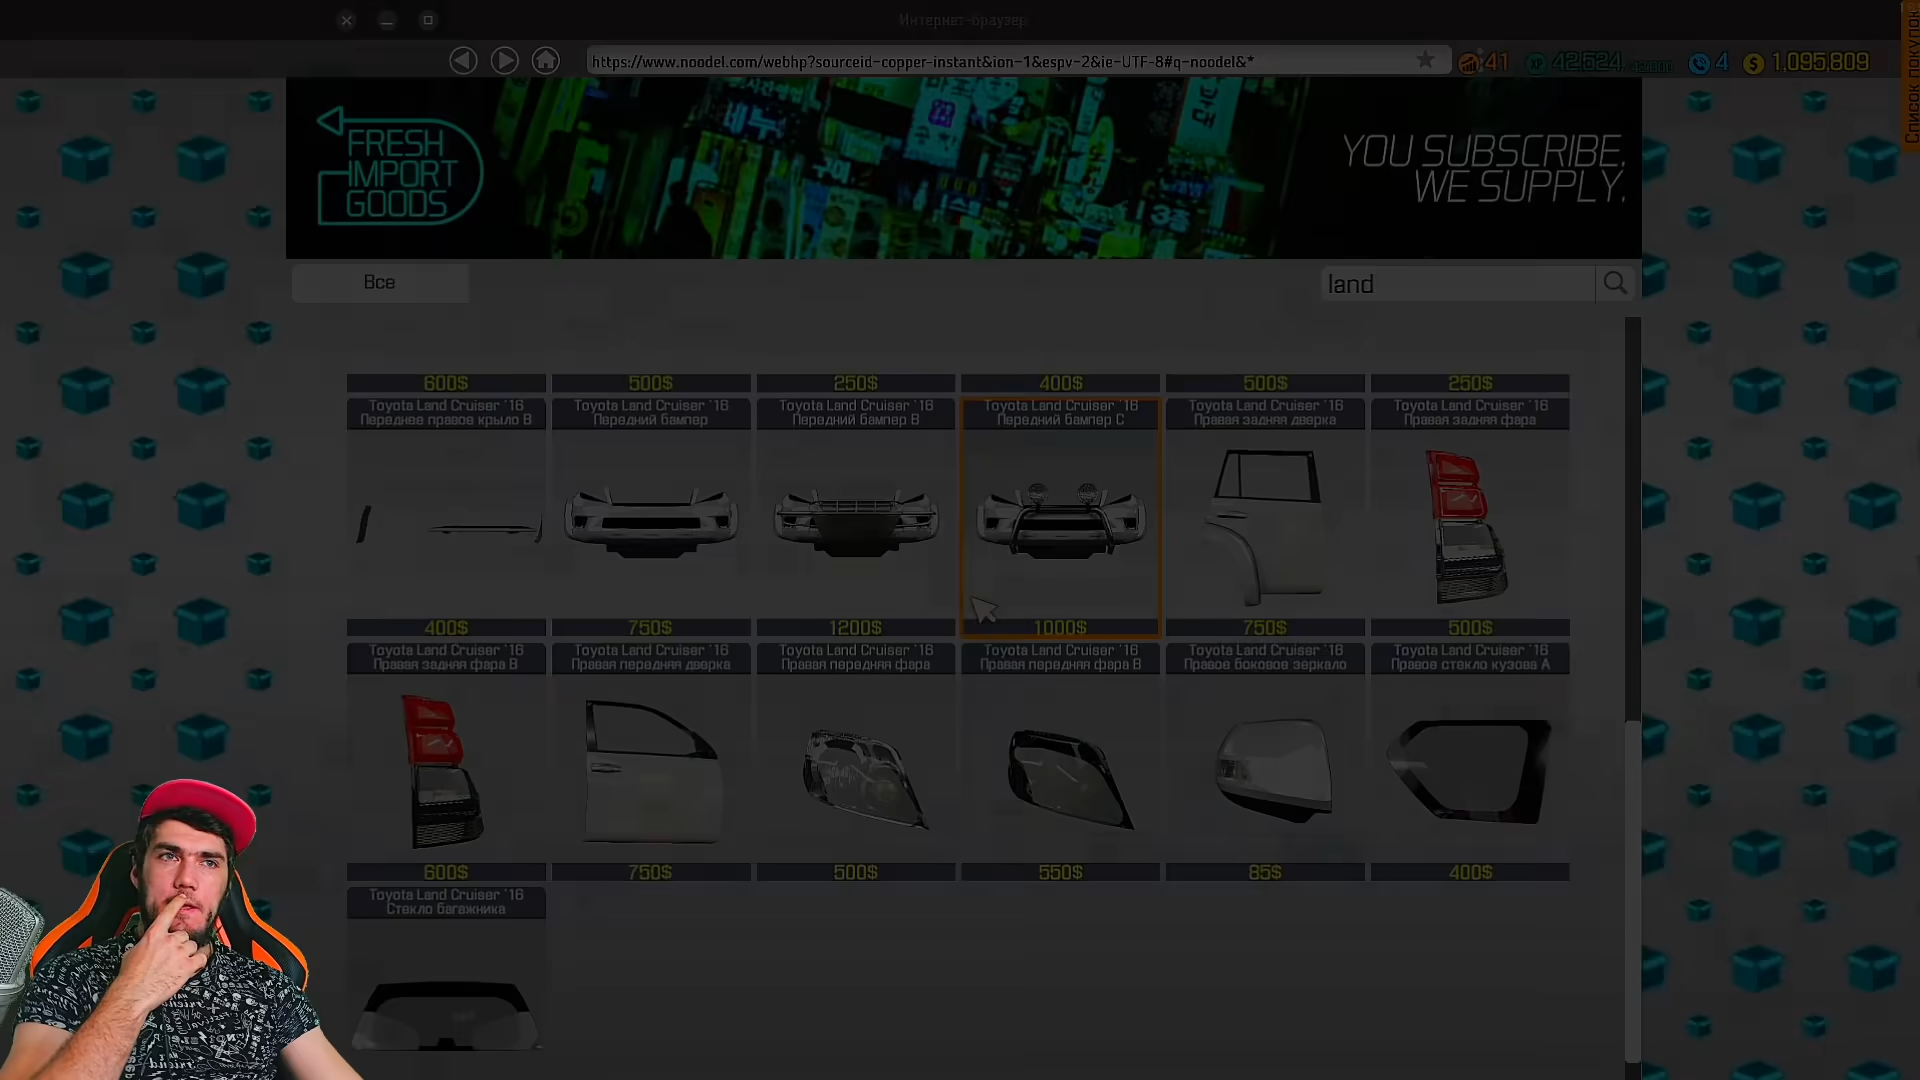 Интернет-браузер
https://www.noodel.com/webhp?sourceid-copper-instant&ion-1&espv-2&ie-UTF-8#q-noodel&*
41
XP 42,524
4
$ 1,095,809
Список покупок
FRESH
IMPORT
GOODS
YOU SUBSCRIBE.
WE SUPPLY.
Все
land
600$ 500$ 250$ 400$ 500$ 250$
Toyota Land Cruiser '16
Переднее правое крыло B
Toyota Land Cruiser '16
Передний бампер
Toyota Land Cruiser '16
Передний бампер B
Toyota Land Cruiser '16
Передний бампер C
Toyota Land Cruiser '16
Правая задняя дверка
Toyota Land Cruiser '16
Правая задняя фара
400$ 750$ 1200$ 1000$ 750$ 500$
Toyota Land Cruiser '16
Правая задняя фара B
Toyota Land Cruiser '16
Правая передняя дверка
Toyota Land Cruiser '16
Правая передняя фара
Toyota Land Cruiser '16
Правая передняя фара B
Toyota Land Cruiser '16
Правое боковое зеркало
Toyota Land Cruiser '16
Правое стекло кузова A
600$ 750$ 500$ 550$ 85$ 400$
Toyota Land Cruiser '16
Стекло багажника